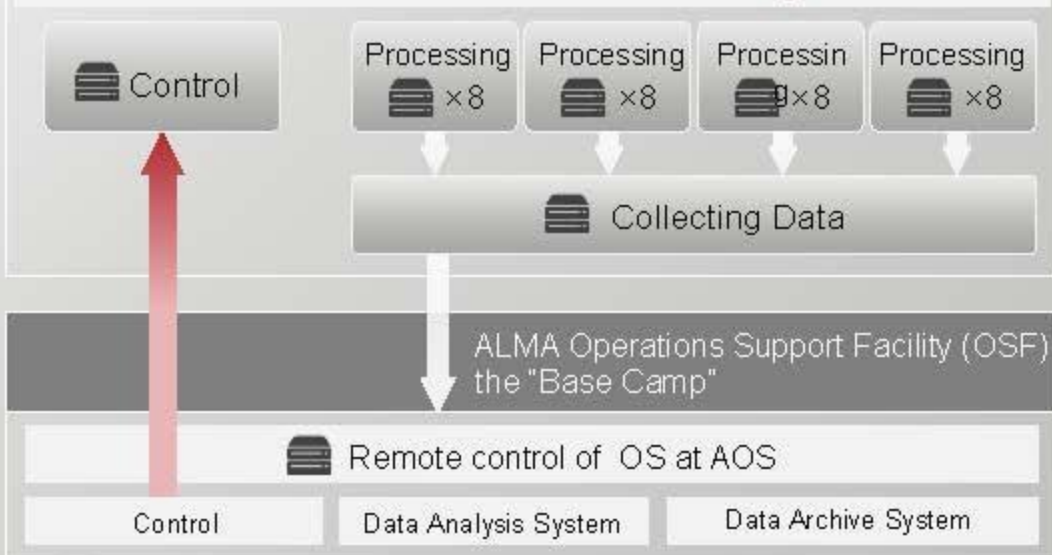 Control
Processing
×8
Processing
×8
Processin
g×8
Processing
×8
Collecting Data
ALMA Operations Support Facility (OSF)
the "Base Camp"
Remote control of OS at AOS
Control
Data Analysis System
Data Archive System